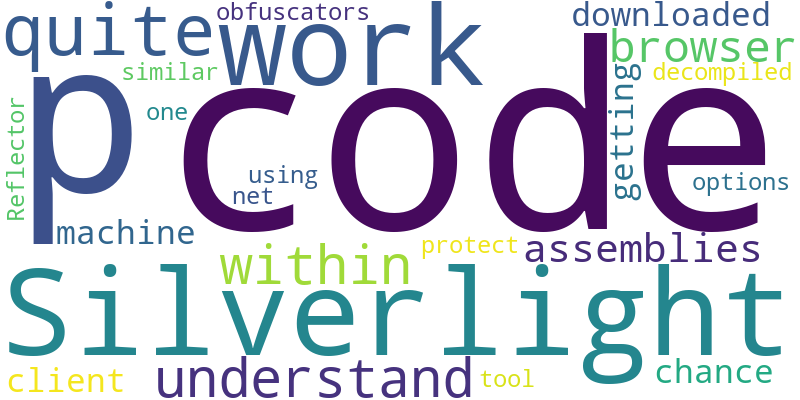 quite
obfuscators
work
downloaded
browser
similar
decompiled
p
code
Reflector
one
getting
using
net
options
machine
within
protect
assemblies
Silverlight
client
understand
tool
chance